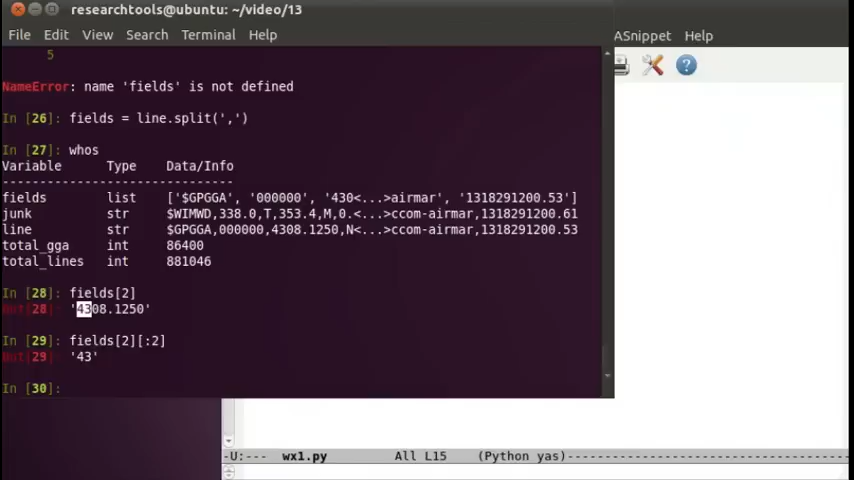 researchtools@ubuntu: ~/video/13
File Edit View Search Terminal Help
ASnippet Help
5
NameError: name 'fields' is not defined
In [26]: fields = line.split(',')
In [27]: whos
Variable Type Data/Info
-------------------------------
fields list ['$GPGGA', '000000', '430<...>airmar', '1318291200.53']
junk str $WIMWD,338.0,T,353.4,M,0.<...>ccom-airmar,1318291200.61
line str $GPGGA,000000,4308.1250,N<...>ccom-airmar,1318291200.53
total_gga int 86400
total_lines int 881046
In [28]: fields[2]
Out[28]: '4308.1250'
In [29]: fields[2][:2]
Out[29]: '43'
In [30]:
-U:--- wx1.py All L15 (Python yas)-----------------------------------